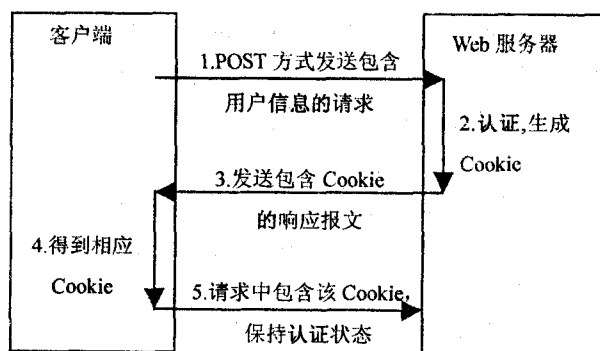 客户端
Web 服务器
1.POST 方式发送包含
用户信息的请求
2.认证,生成
Cookie
3.发送包含 Cookie
的响应报文
4.得到相应
Cookie
5.请求中包含该 Cookie，
保持认证状态